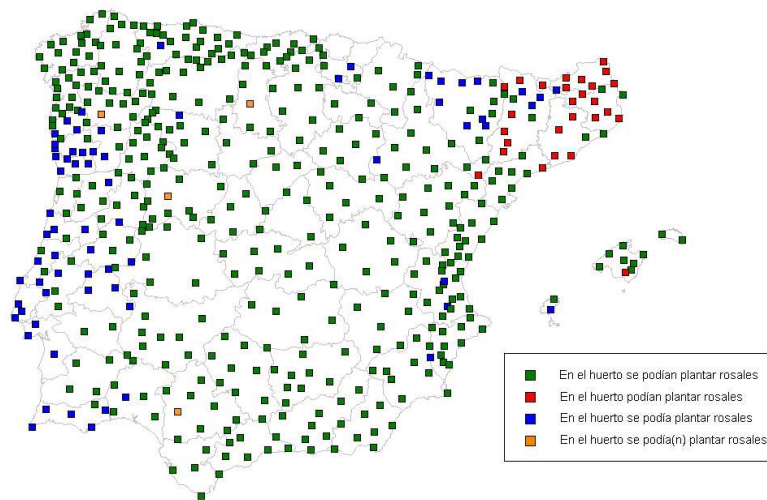 En el huerto se podían plantar rosales
En el huerto podían plantar rosales
En el huerto se podía plantar rosales
En el huerto se podía(n) plantar rosales